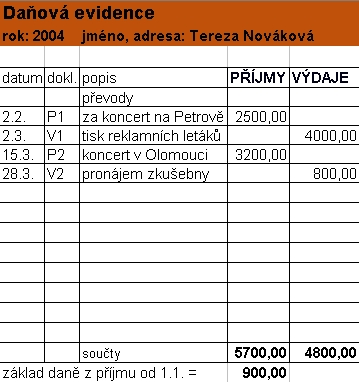 Daňová evidence
rok: 2004 jméno, adresa: Tereza Nováková
datum dokl. popis PŘÍJMY VÝDAJE
převody
2.2. P1 za koncert na Petrově 2500,00
2.3. V1 tisk reklamních letáků 4000,00
15.3. P2 koncert v Olomouci 3200,00
28.3. V2 pronájem zkušebny 800,00
součty 5700,00 4800,00
základ daně z příjmu od 1.1. = 900,00